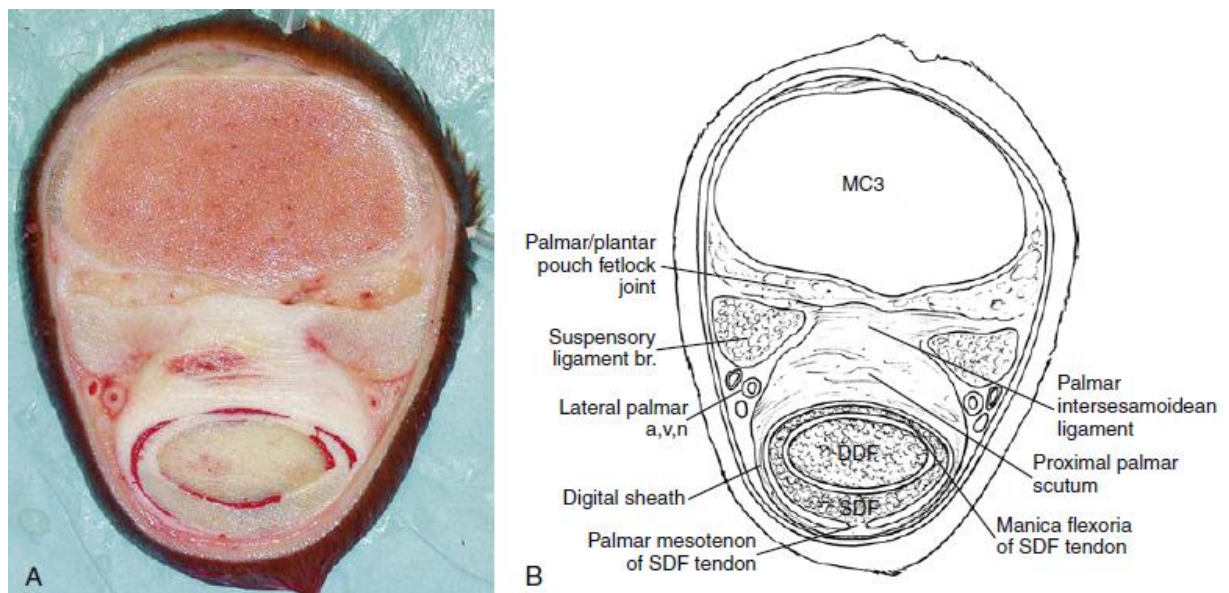 A
MC3
Palmar/plantar
pouch fetlock
joint
Suspensory
ligament br.
Lateral palmar
a,v,n
Digital sheath
Palmar mesotenon
of SDF tendon
DDF
SDF
Palmar
intersesamoidean
ligament
Proximal palmar
scutum
Manica flexoria
of SDF tendon
B